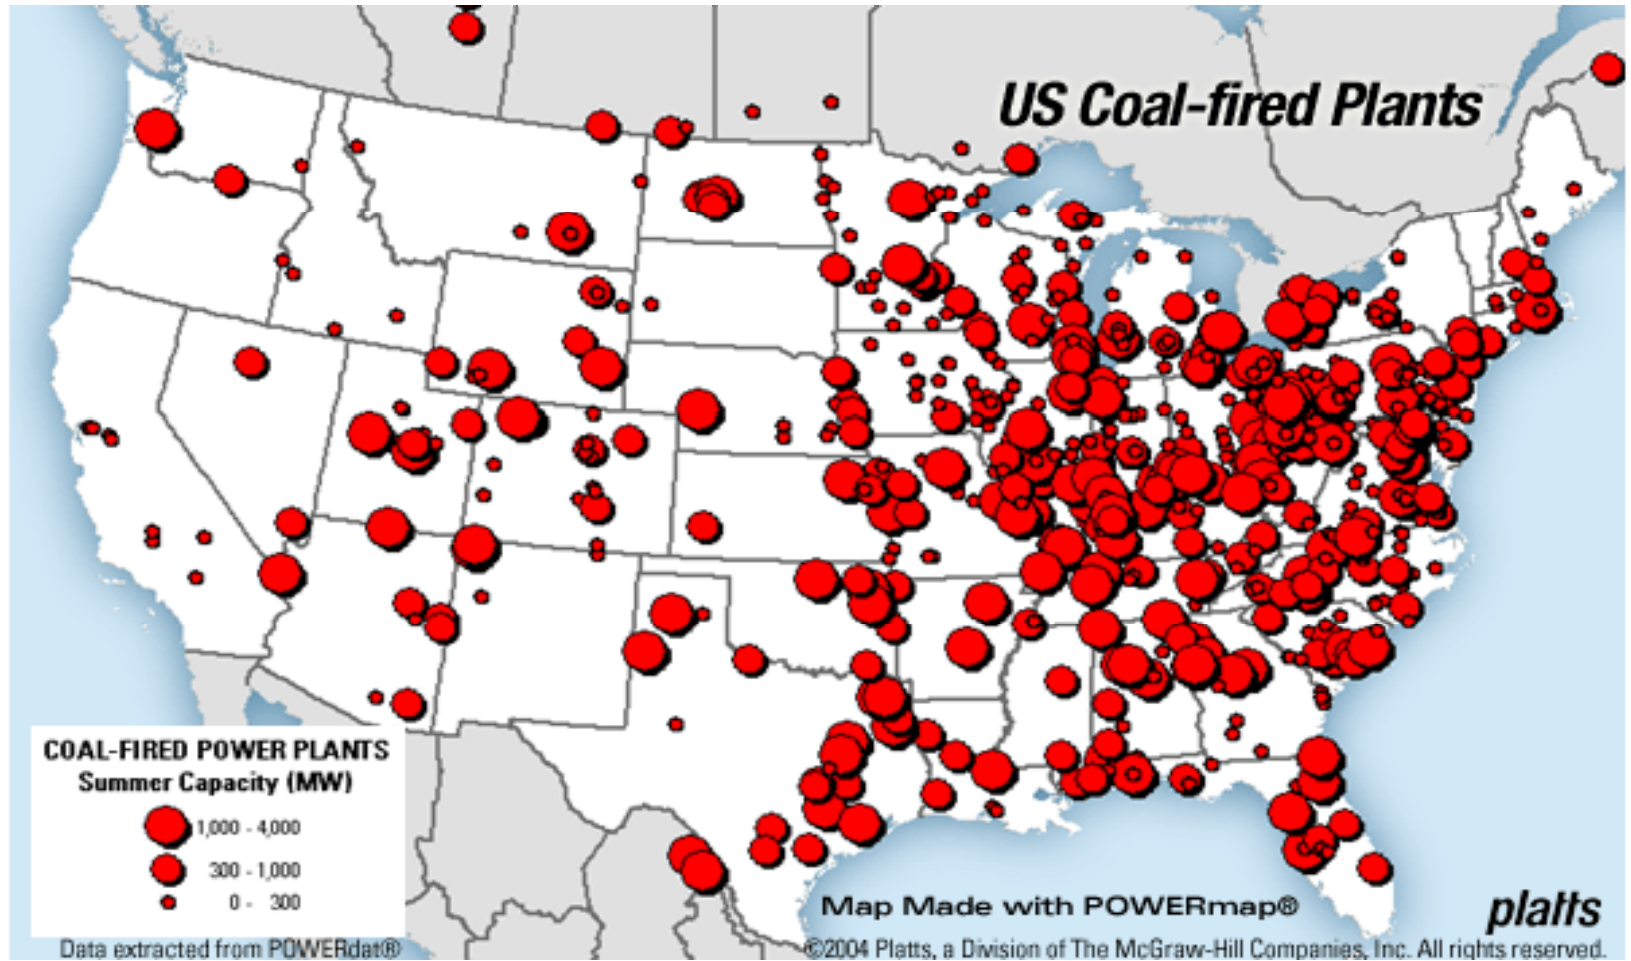 US Coal-fired Plants
COAL-FIRED POWER PLANTS
Summer Capacity (MW)
1,000 - 4,000
300 - 1,000
0 - 300
Map Made with POWERmap®
platts
Data extracted from POWERdat®
©2004 Platts, a Division of The McGraw-Hill Companies, Inc. All rights reserved.